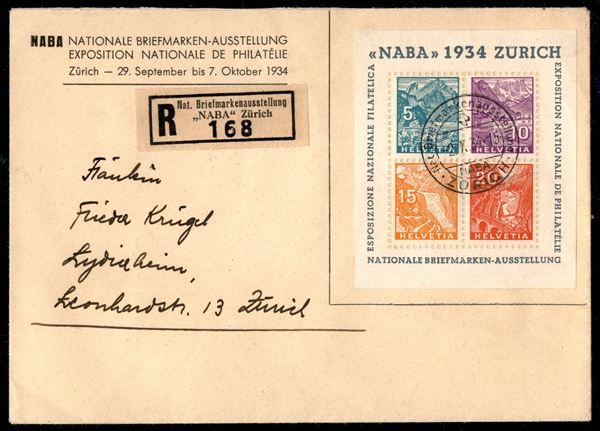 NABA NATIONALE BRIEFMARKEN-AUSSTELLUNG
EXPOSITION NATIONALE DE PHILATÉLIE
Zürich — 29. September bis 7. Oktober 1934
R
Nat. Briefmarkenausstellung
„NABA" Zürich
168
Fräulein
Frieda Krügel
Lydiaheim,
Leonhardstr. 13 Zürich
«NABA» 1934 ZÜRICH
ESPOSIZIONE NAZIONALE FILATELICA
EXPOSITION NATIONALE DE PHILATÉLIE
5
HELVETIA
10
HELVETIA
15
HELVETIA
20
HELVETIA
NABA
ZÜRICH
NATIONALE BRIEFMARKEN-AUSSTELLUNG